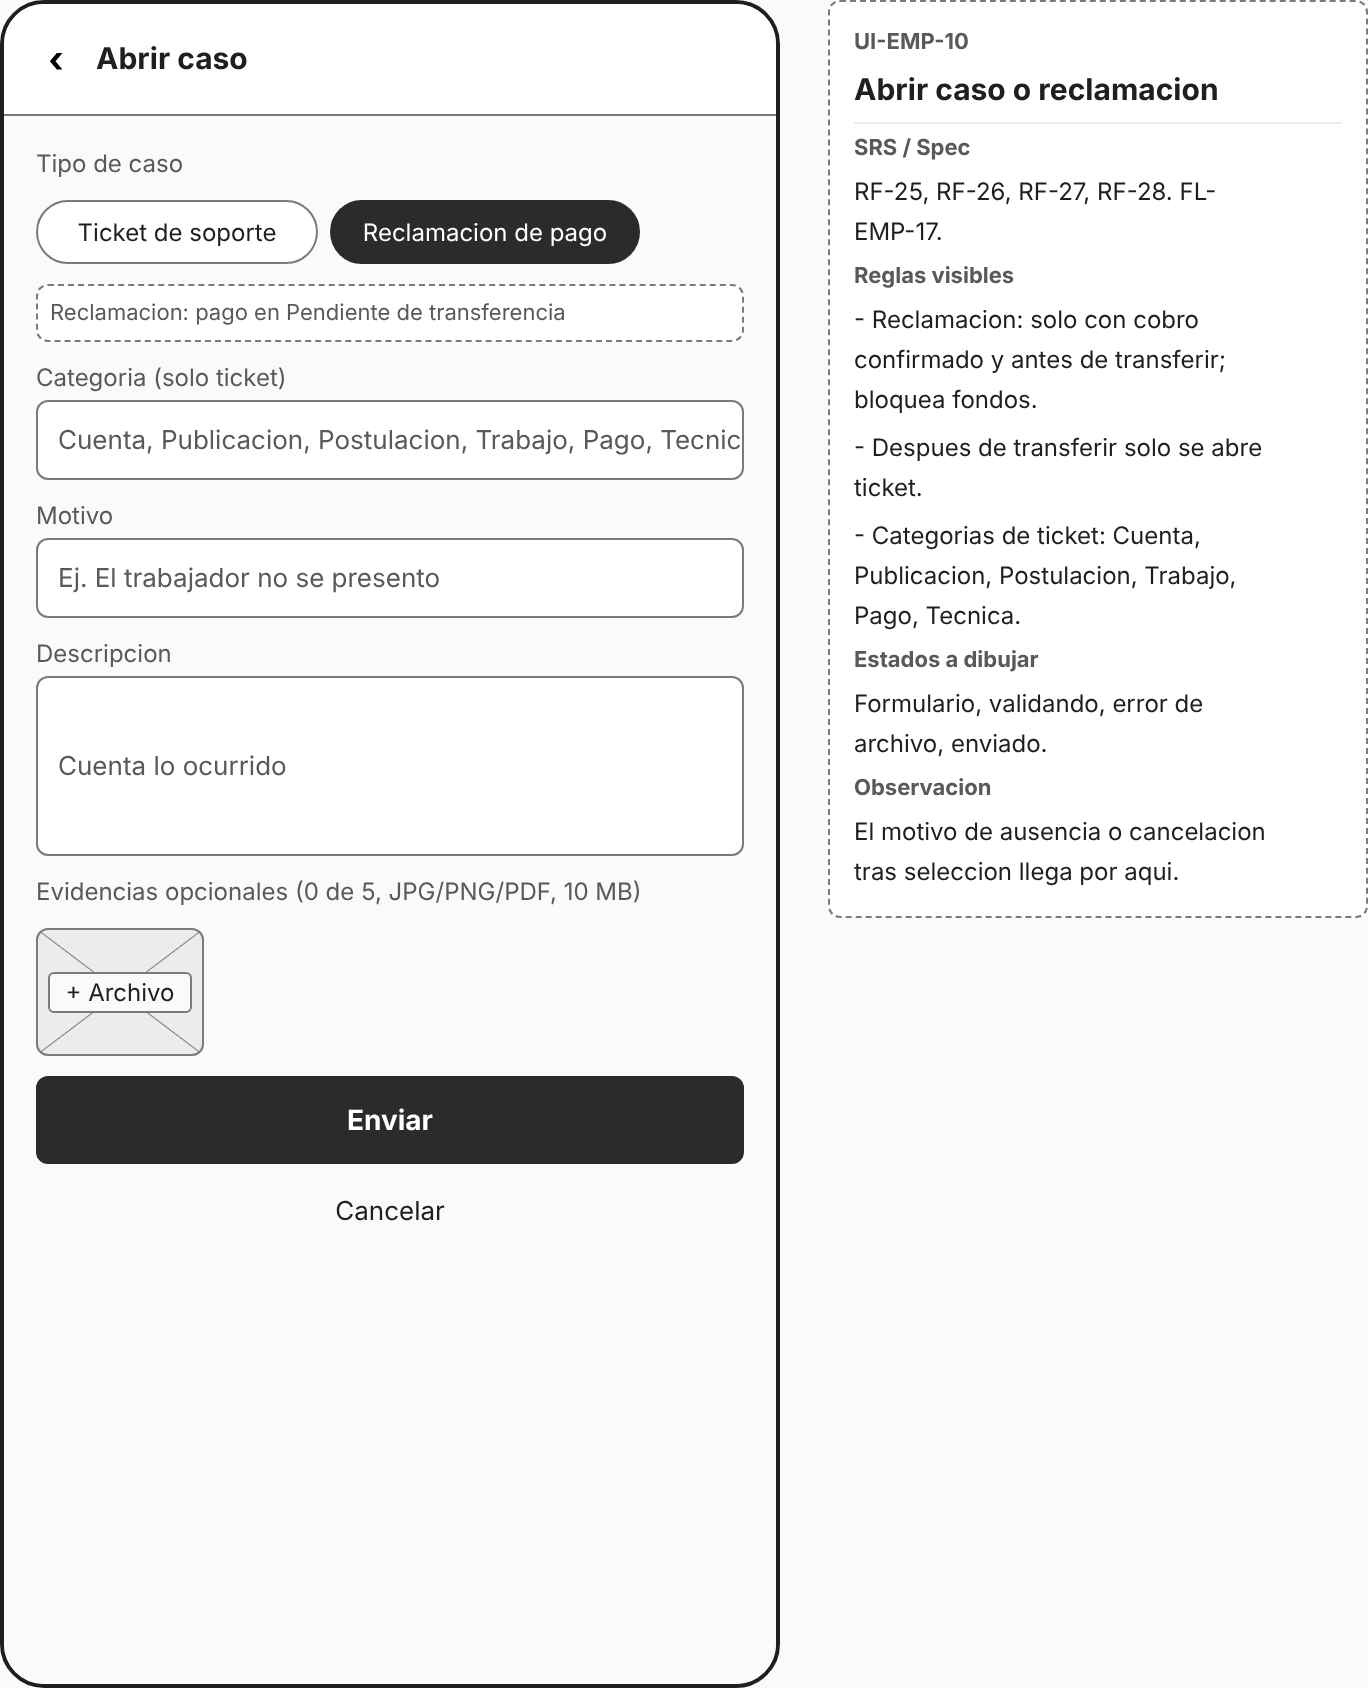 ‹ Abrir caso
Tipo de caso
Ticket de soporte
Reclamacion de pago
Reclamacion: pago en Pendiente de transferencia
Categoria (solo ticket)
Cuenta, Publicacion, Postulacion, Trabajo, Pago, Tecnic
Motivo
Ej. El trabajador no se presento
Descripcion
Cuenta lo ocurrido
Evidencias opcionales (0 de 5, JPG/PNG/PDF, 10 MB)
+ Archivo
Enviar
Cancelar
UI-EMP-10
Abrir caso o reclamacion
SRS / Spec
RF-25, RF-26, RF-27, RF-28. FL-
EMP-17.
Reglas visibles
- Reclamacion: solo con cobro
confirmado y antes de transferir;
bloquea fondos.
- Despues de transferir solo se abre
ticket.
- Categorias de ticket: Cuenta,
Publicacion, Postulacion, Trabajo,
Pago, Tecnica.
Estados a dibujar
Formulario, validando, error de
archivo, enviado.
Observacion
El motivo de ausencia o cancelacion
tras seleccion llega por aqui.